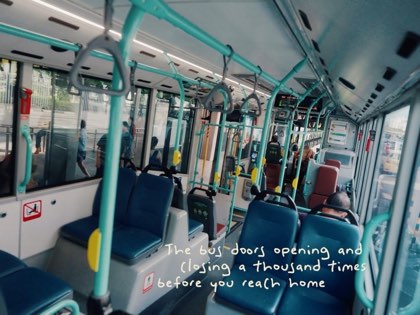 The bus doors opening and
closing a thousand times
before you reach home